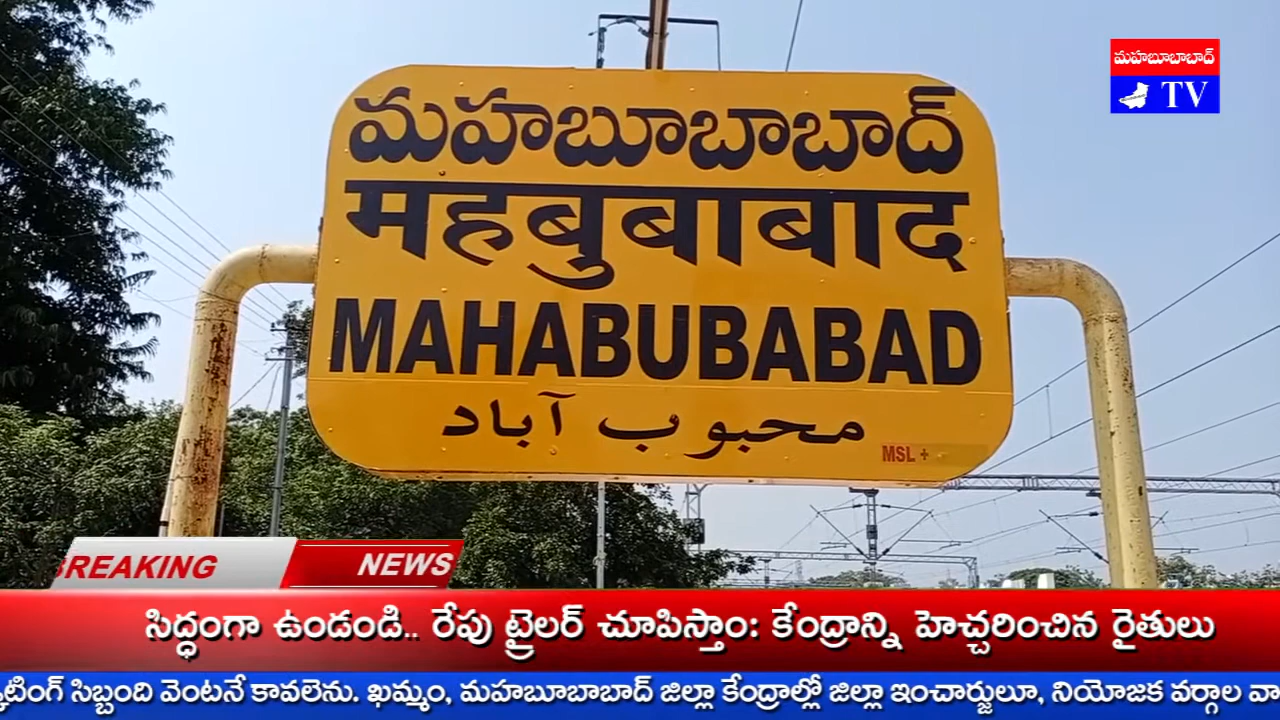 మహబూబాబాద్
TV
మహబూబాబాద్
महबुबाबाद
MAHABUBABAD
محبوب آباد
MSL +
BREAKING NEWS
సిద్ధంగా ఉండండి.. రేపు ట్రైలర్ చూపిస్తాం: కేంద్రాన్ని హెచ్చరించిన రైతులు
సిబ్బంది వెంటనే కావలెను. ఖమ్మం, మహబూబాబాద్ జిల్లా కేంద్రాల్లో జిల్లా ఇంచార్జులూ, నియోజక వర్గాల